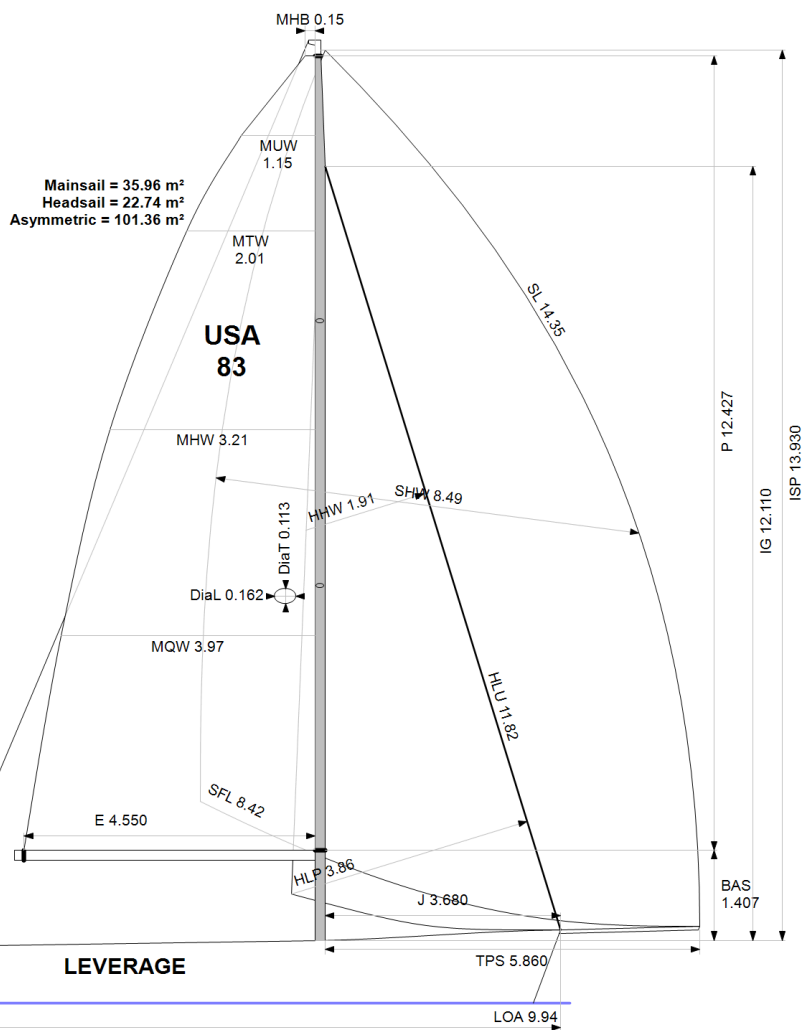 MHB 0.15
MUW
1.15
Mainsail = 35.96 m²
Headsail = 22.74 m²
Asymmetric = 101.36 m²
MTW
2.01
SL 14.35
USA
83
P 12.427
ISP 13.930
MHW 3.21
IG 12.110
SHW 8.49
HHW 1.91
DiaT 0.113
DiaL 0.162
MQW 3.97
HLU 11.82
SFL 8.42
E 4.550
HLP 3.86
J 3.680
BAS
1.407
LEVERAGE
TPS 5.860
LOA 9.94